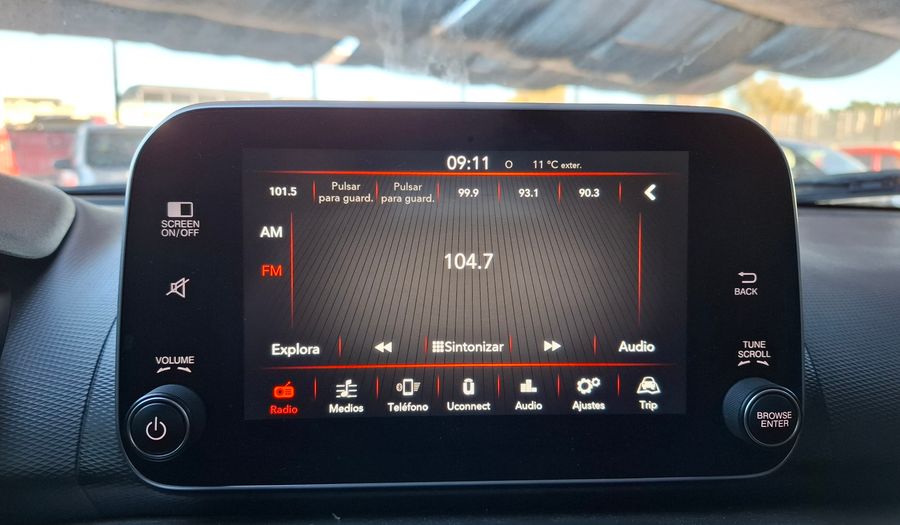 09:11 O 11 °C exter.
101.5 Pulsar para guard. Pulsar para guard. 99.9 93.1 90.3
SCREEN
ON/OFF
AM
FM
104.7
BACK
Explora Sintonizar Audio
VOLUME
TUNE
SCROLL
Radio Medios Teléfono Uconnect Audio Ajustes Trip
BROWSE
ENTER